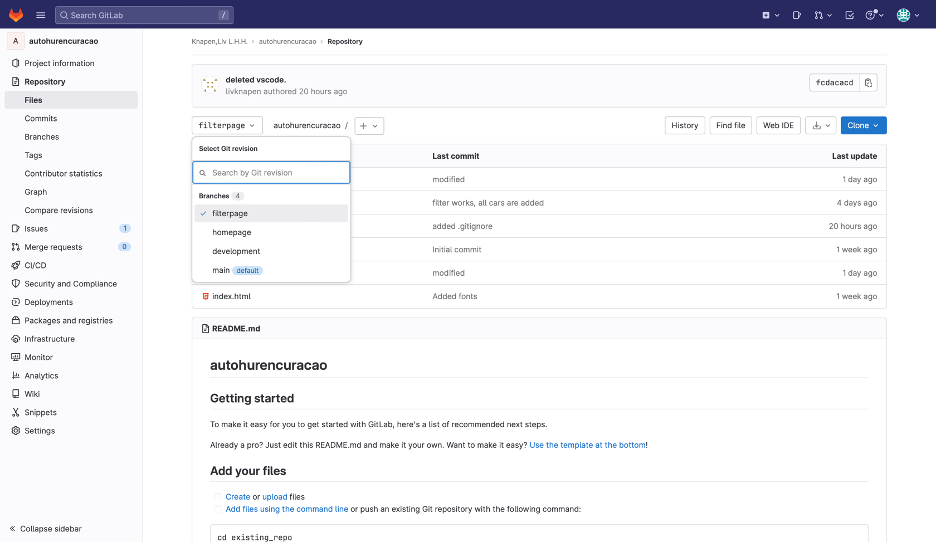 Search GitLab /
A autohurencuracao
Project information
Repository
Files
Commits
Branches
Tags
Contributor statistics
Graph
Compare revisions
Issues 1
Merge requests 0
CI/CD
Security and Compliance
Deployments
Packages and registries
Infrastructure
Monitor
Analytics
Wiki
Snippets
Settings
Collapse sidebar
Knapen,Liv L.H.H. › autohurencuracao › Repository
deleted vscode.
livknapen authored 20 hours ago
fcdacacd
filterpage
autohurencuracao /
+
History
Find file
Web IDE
Clone
Select Git revision
Search by Git revision
Branches 4
filterpage
homepage
development
main default
Last commit Last update
modified 1 day ago
filter works, all cars are added 4 days ago
added .gitignore 20 hours ago
Initial commit 1 week ago
modified 1 day ago
index.html Added fonts 1 week ago
README.md
autohurencuracao
Getting started
To make it easy for you to get started with GitLab, here's a list of recommended next steps.
Already a pro? Just edit this README.md and make it your own. Want to make it easy? Use the template at the bottom!
Add your files
Create or upload files
Add files using the command line or push an existing Git repository with the following command:
cd existing_repo